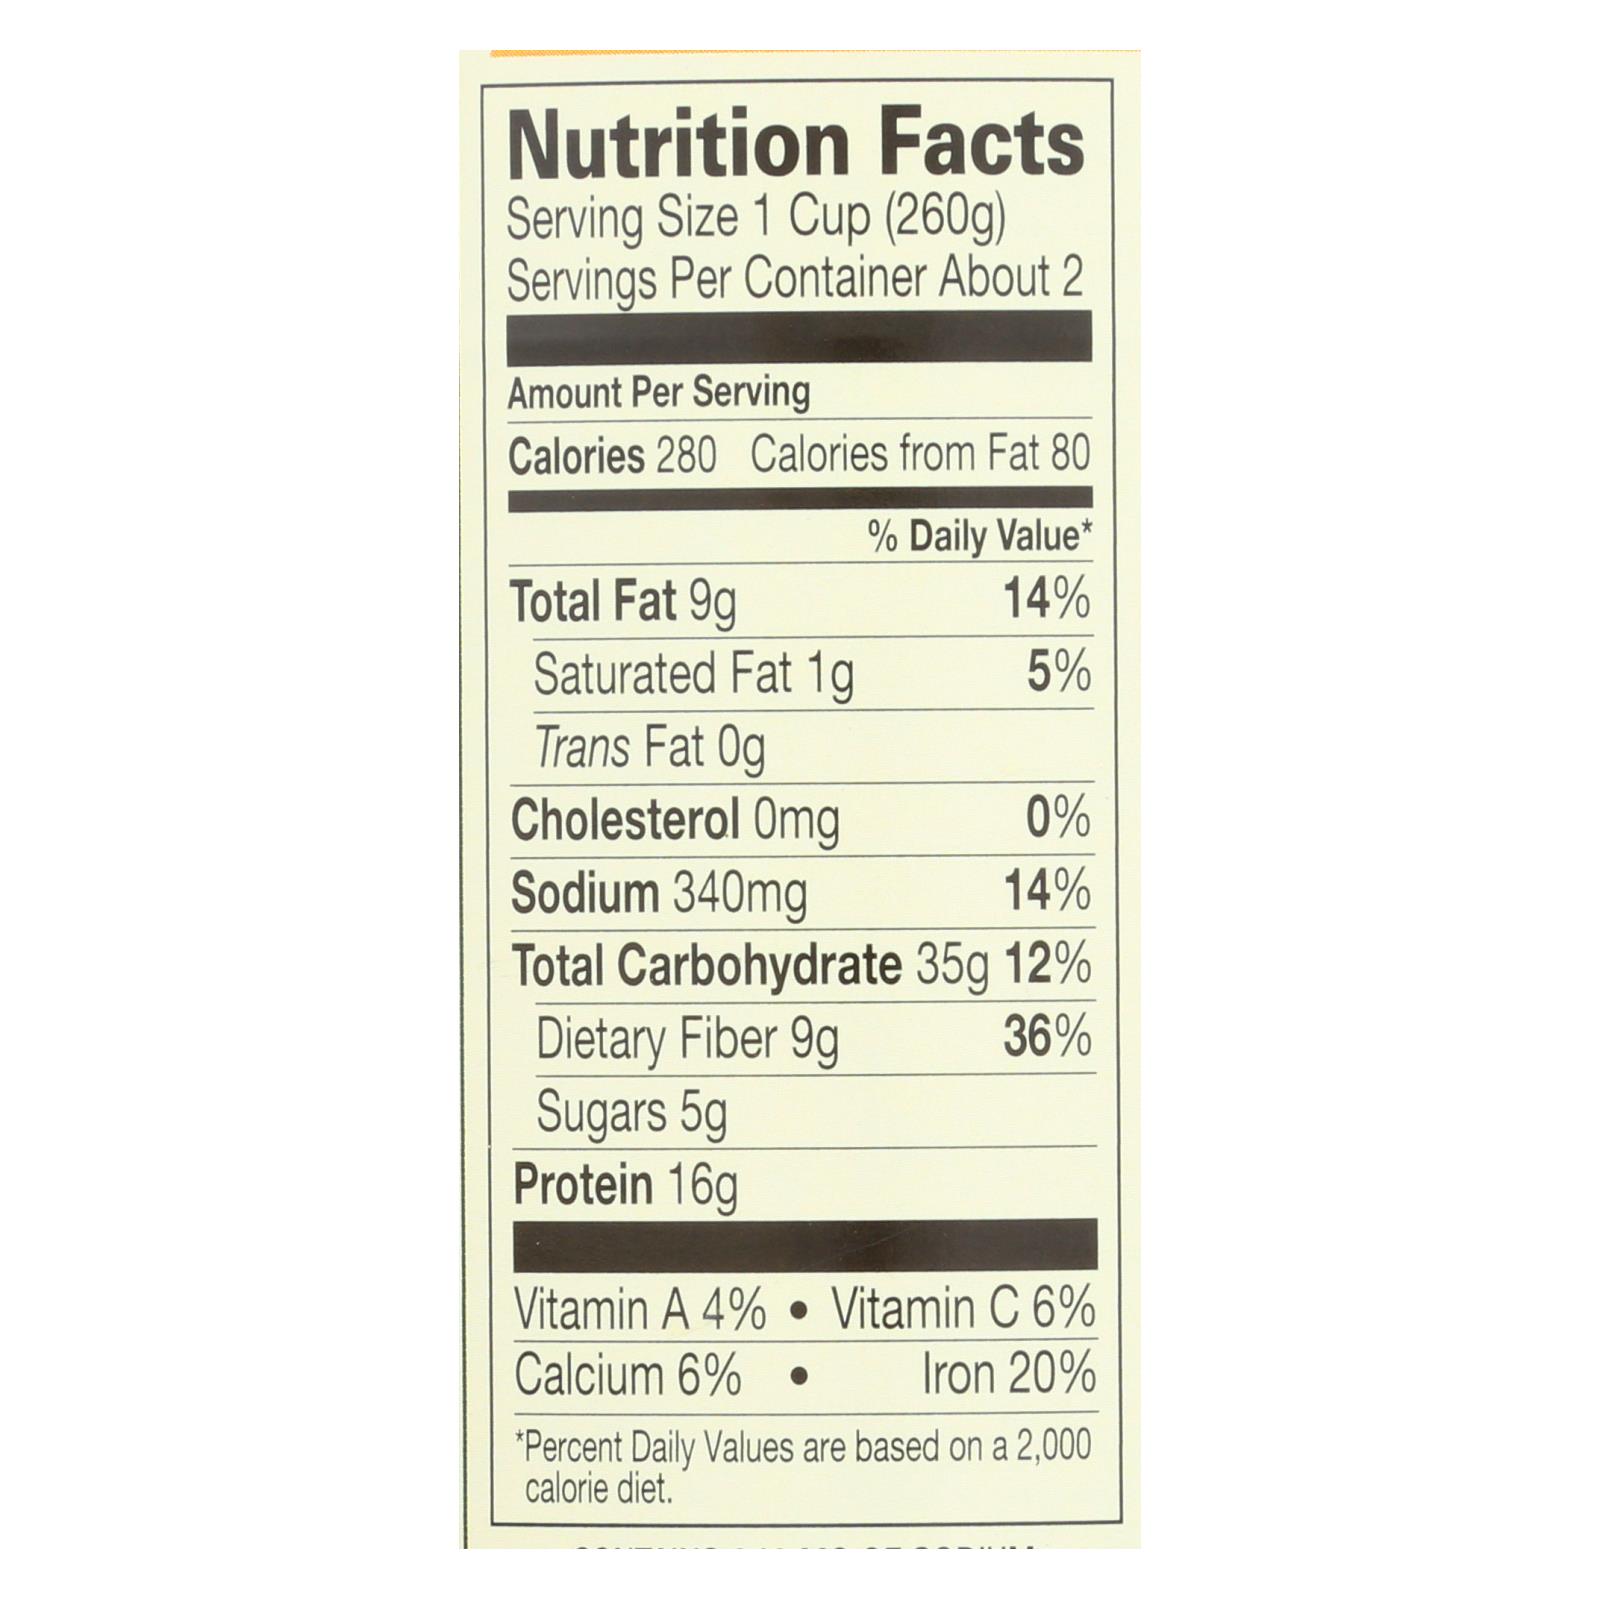 Nutrition Facts
Serving Size 1 Cup (260g)
Servings Per Container About 2
Amount Per Serving
Calories 280 Calories from Fat 80
% Daily Value*
Total Fat 9g 14%
Saturated Fat 1g 5%
Trans Fat 0g
Cholesterol 0mg 0%
Sodium 340mg 14%
Total Carbohydrate 35g 12%
Dietary Fiber 9g 36%
Sugars 5g
Protein 16g
Vitamin A 4% • Vitamin C 6%
Calcium 6% • Iron 20%
*Percent Daily Values are based on a 2,000
calorie diet.